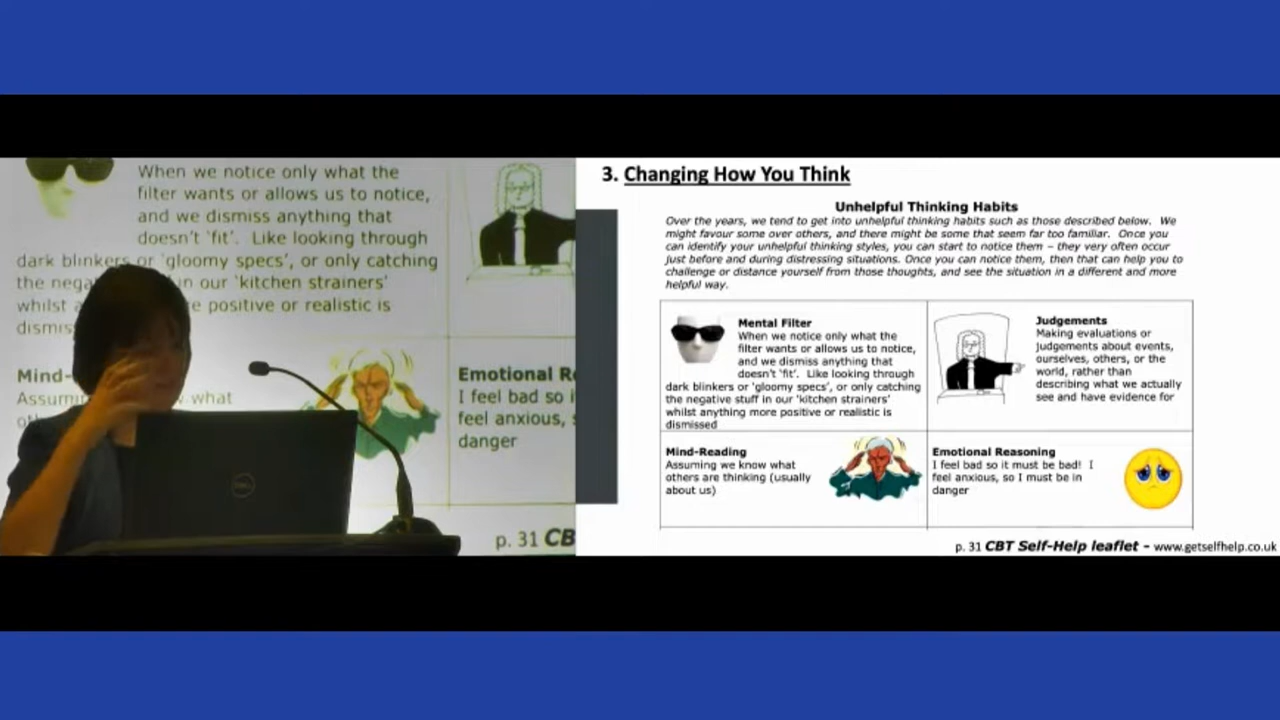 When we notice only what the
filter wants or allows us to notice,
and we dismiss anything that
doesn't 'fit'. Like looking through
dark blinkers or 'gloomy specs', or only catching
the in our 'kitchen strainers'
whilst positive or realistic is
Mind-
what
Emotional
I feel bad so
feel anxious,
danger
p. 31 CB
DELL
3. Changing How You Think
Unhelpful Thinking Habits
Over the years, we tend to get into unhelpful thinking habits such as those described below. We
might favour some over others, and there might be some that seem far too familiar. Once you
can identify your unhelpful thinking styles, you can start to notice them – they very often occur
just before and during distressing situations. Once you can notice them, then that can help you to
challenge or distance yourself from those thoughts, and see the situation in a different and more
helpful way.
Mental Filter
When we notice only what the
filter wants or allows us to notice,
and we dismiss anything that
doesn't 'fit'. Like looking through
dark blinkers or 'gloomy specs', or only catching
the negative stuff in our 'kitchen strainers'
whilst anything more positive or realistic is
dismissed
Judgements
Making evaluations or
judgements about events,
ourselves, others, or the
world, rather than
describing what we actually
see and have evidence for
Mind-Reading
Assuming we know what
others are thinking (usually
about us)
Emotional Reasoning
I feel bad so it must be bad! I
feel anxious, so I must be in
danger
p. 31 CBT Self-Help leaflet - www.getselfhelp.co.uk